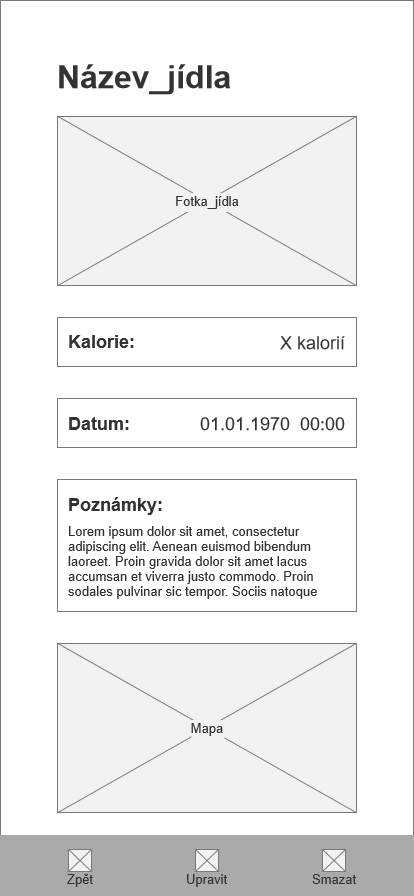 Název_jídla
Fotka_jídla
Kalorie: X kalorií
Datum: 01.01.1970 00:00
Poznámky:
Lorem ipsum dolor sit amet, consectetur
adipiscing elit. Aenean euismod bibendum
laoreet. Proin gravida dolor sit amet lacus
accumsan et viverra justo commodo. Proin
sodales pulvinar sic tempor. Sociis natoque
Mapa
Zpět Upravit Smazat